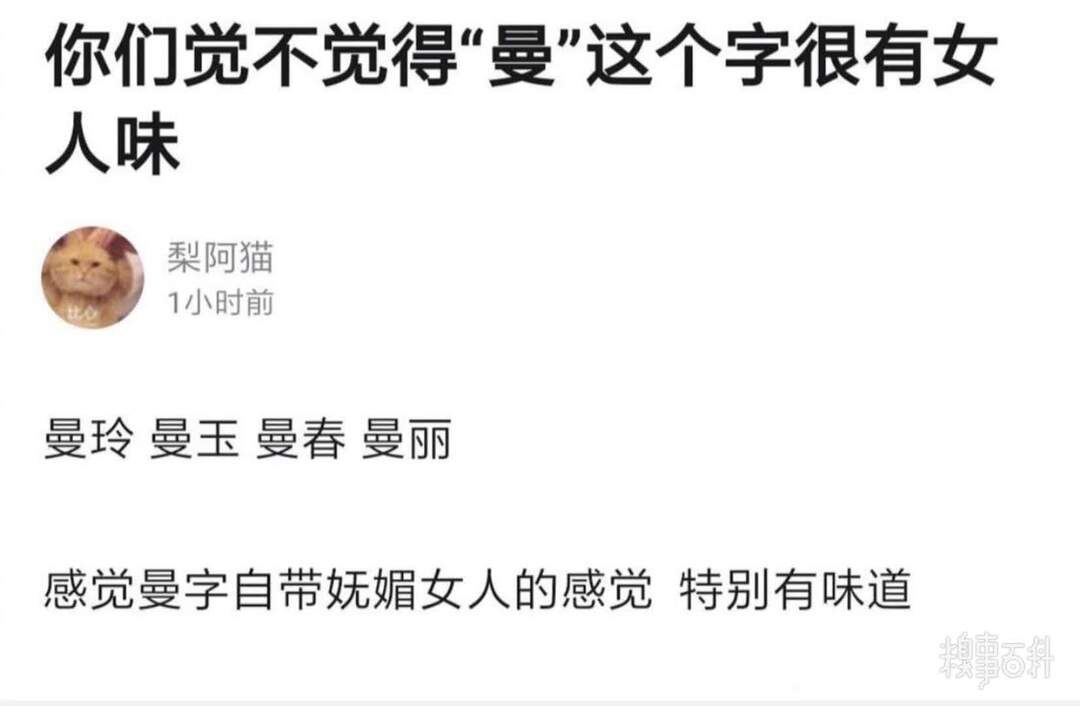 你们觉不觉得“曼”这个字很有女
人味
梨阿猫
1小时前
比心
曼玲 曼玉 曼春 曼丽
感觉曼字自带妩媚女人的感觉 特别有味道
糗事百科